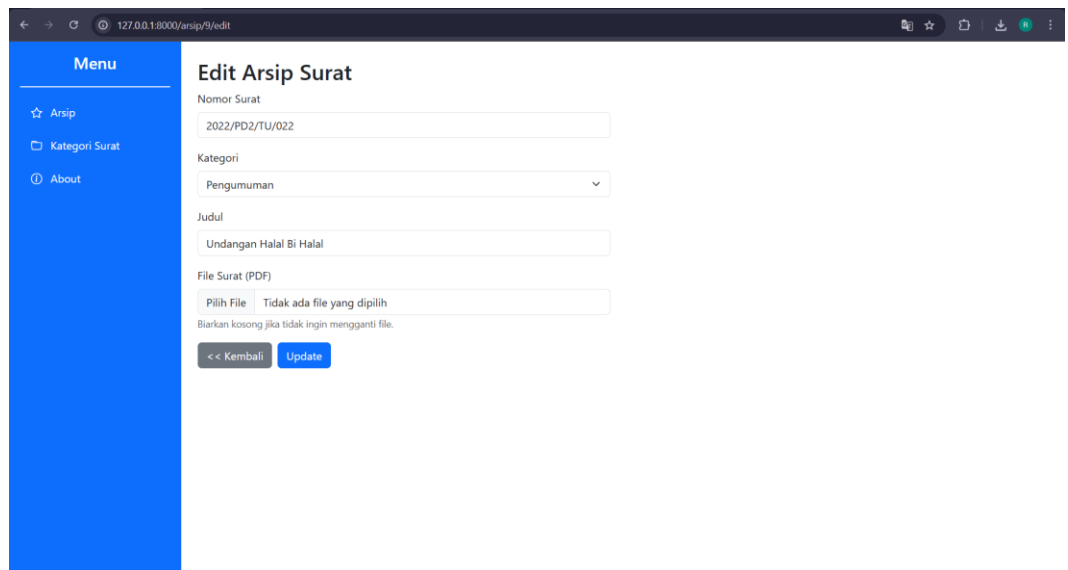 127.0.0.1:8000/arsip/9/edit
R
Menu
Arsip
Kategori Surat
About
Edit Arsip Surat
Nomor Surat
2022/PD2/TU/022
Kategori
Pengumuman
Judul
Undangan Halal Bi Halal
File Surat (PDF)
Pilih File Tidak ada file yang dipilih
Biarkan kosong jika tidak ingin mengganti file.
<< Kembali Update